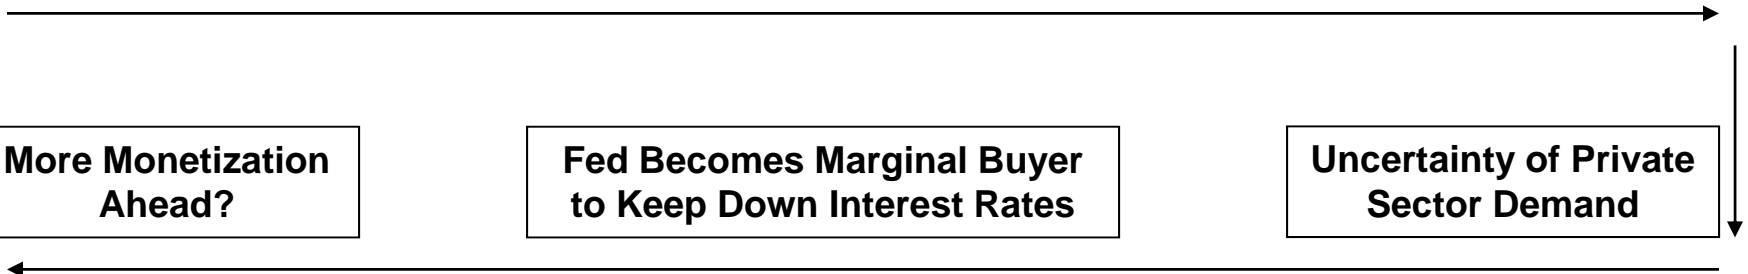 More Monetization
Ahead?
Fed Becomes Marginal Buyer
to Keep Down Interest Rates
Uncertainty of Private
Sector Demand